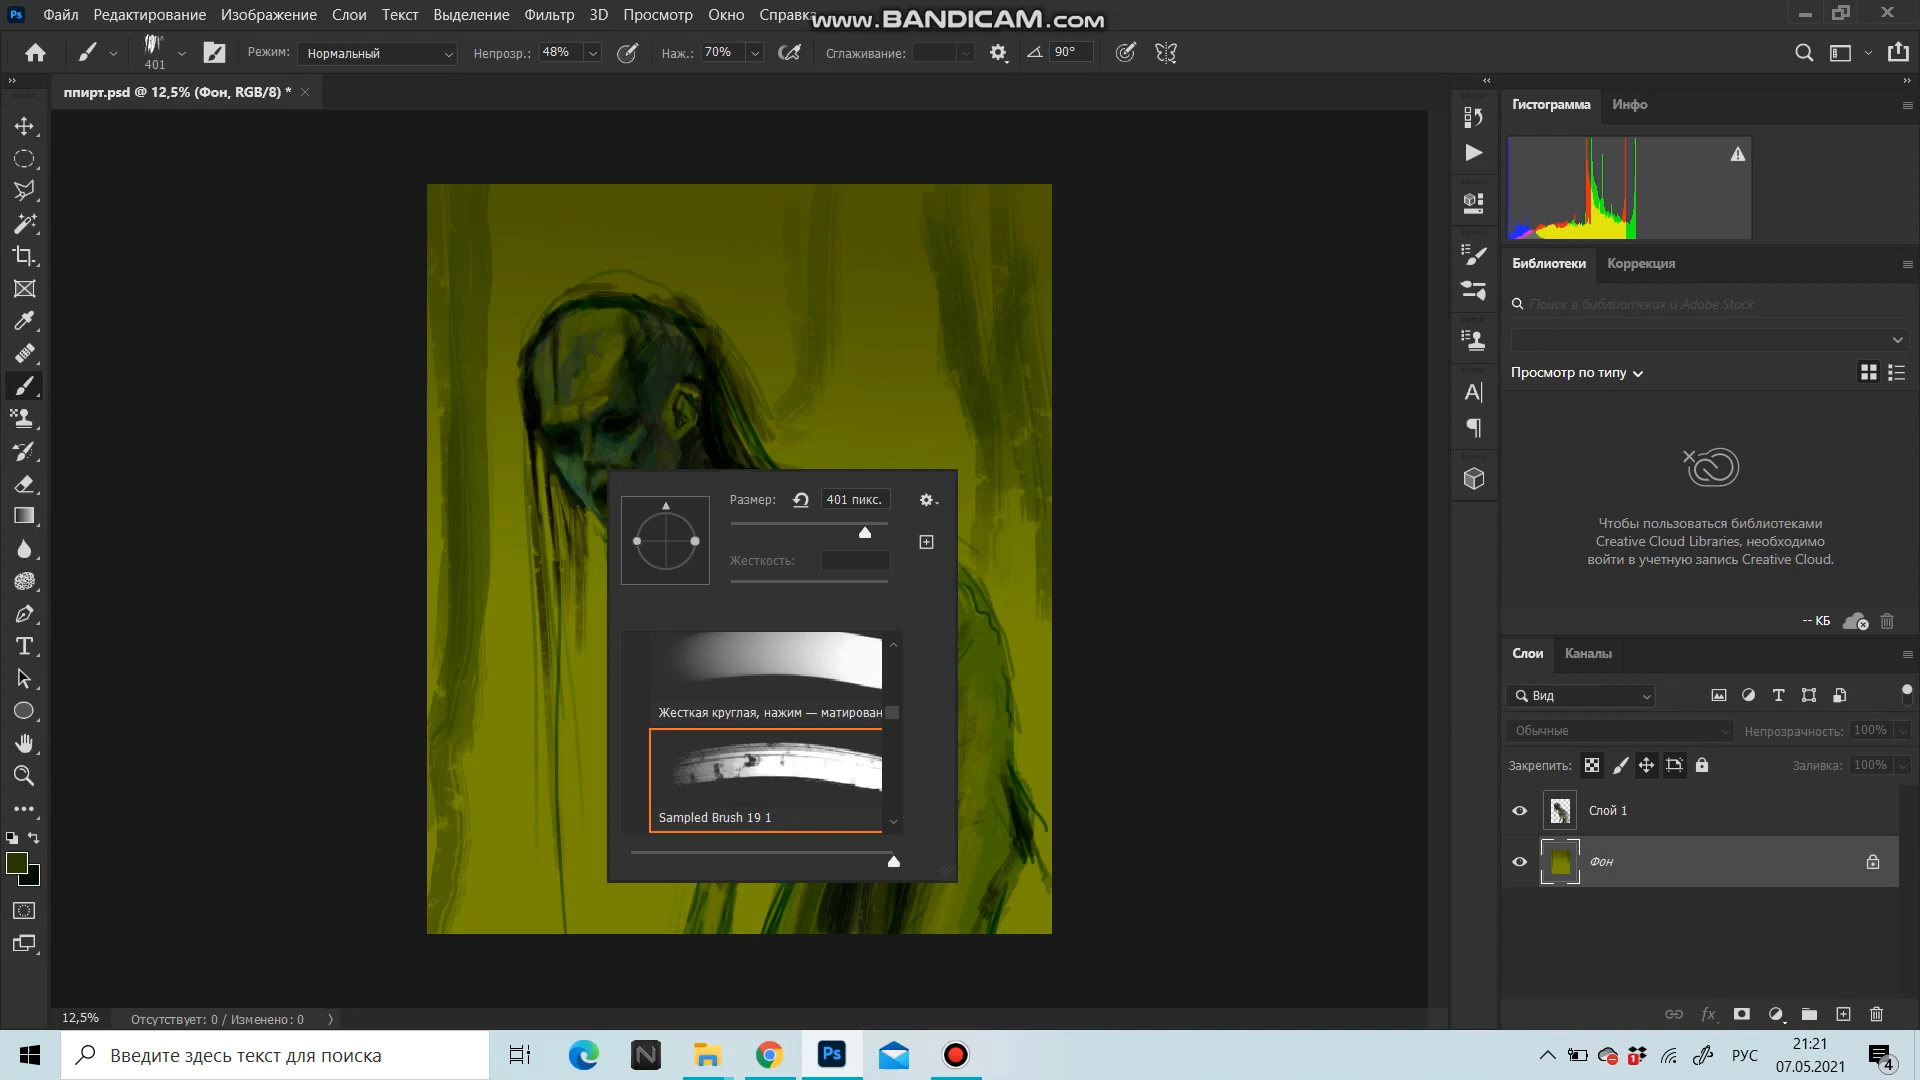 Ps Файл Редактирование Изображение Слои Текст Выделение Фильтр 3D Просмотр Окно Справка
www.BANDICAM.com
401 Режим: Нормальный Непрозр.: 48% Наж.: 70% Сглаживание: 90°
ппирт.psd @ 12,5% (Фон, RGB/8) *
Гистограмма Инфо
Библиотеки Коррекция
Поиск в библиотеках и Adobe Stock
Просмотр по типу
Чтобы пользоваться библиотеками
Creative Cloud Libraries, необходимо
войти в учетную запись Creative Cloud.
-- КБ
Размер: 401 пикс.
Жесткость:
Жесткая круглая, нажим — матирован
Sampled Brush 19 1
Слои Каналы
Вид
Обычные Непрозрачность: 100%
Закрепить: Заливка: 100%
Слой 1
Фон
12,5% Отсутствует: 0 / Изменено: 0
Введите здесь текст для поиска
Ps
1
РУС
21:21
07.05.2021
4